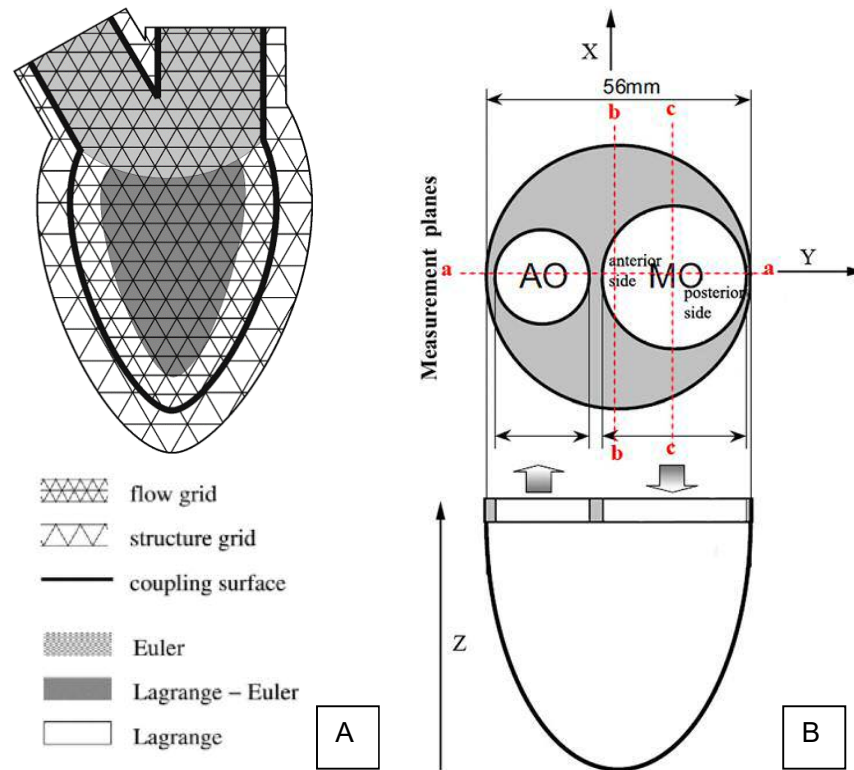 flow grid
structure grid
coupling surface
Euler
Lagrange – Euler
Lagrange
A
X
56mm
b
c
Measurement planes
a
AO
anterior
side
MO
posterior
side
a
Y
b
c
Z
B